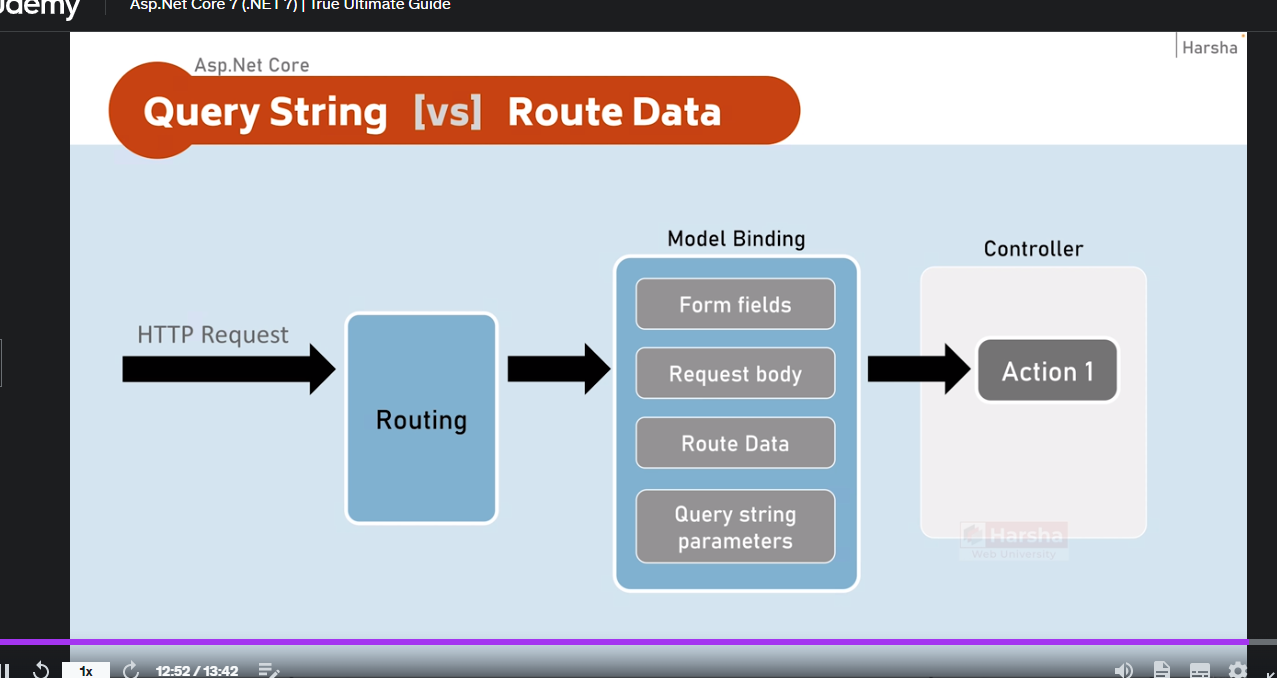 udemy
Asp.Net Core 7 (.NET 7) | True Ultimate Guide
Harsha
Asp.Net Core
Query String [vs] Route Data
Model Binding
Controller
HTTP Request
Routing
Form fields
Request body
Route Data
Query string
parameters
Action 1
Harsha
Web University
1x
12:52 / 13:42